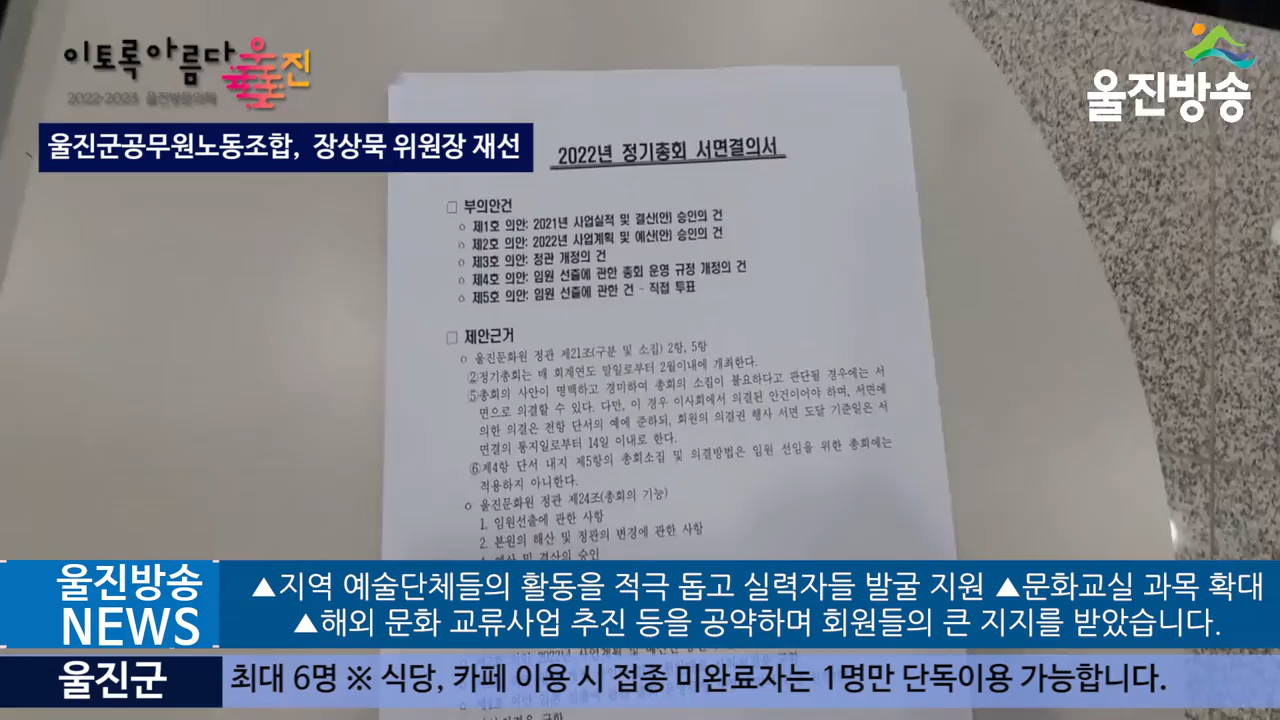 이토록아름다울진
2022-2023 울진방문의해
울진방송
울진군공무원노동조합, 장상묵 위원장 재선
2022년 정기총회 서면결의서
□ 부의안건
○ 제1호 의안: 2021년 사업실적 및 결산(안) 승인의 건
○ 제2호 의안: 2022년 사업계획 및 예산(안) 승인의 건
○ 제3호 의안: 정관 개정의 건
○ 제4호 의안: 임원 선출에 관한 총회 운영 규정 개정의 건
○ 제5호 의안: 임원 선출에 관한 건 - 직접 투표
□ 제안근거
○ 울진문화원 정관 제21조(구분 및 소집) 2항, 5항
②정기총회는 매 회계연도 말일로부터 2월이내에 개최한다.
⑤총회의 사안이 명백하고 경미하여 총회의 소집이 불요하다고 판단될 경우에는 서
면으로 의결할 수 있다. 다만, 이 경우 이사회에서 의결된 안건이어야 하며, 서면에
의한 의결은 전항 단서의 예에 준하되, 회원의 의결권 행사 서면 도달 기준일은 서
면결의 통지일로부터 14일 이내로 한다.
⑥제4항 단서 내지 제5항의 총회소집 및 의결방법은 임원 선임을 위한 총회에는
적용하지 아니한다.
○ 울진문화원 정관 제24조(총회의 기능)
1. 임원선출에 관한 사항
2. 본원의 해산 및 정관의 변경에 관한 사항
예산 및 결산의 승인
울진방송
NEWS
▲지역 예술단체들의 활동을 적극 돕고 실력자들 발굴 지원 ▲문화교실 과목 확대
▲해외 문화 교류사업 추진 등을 공약하며 회원들의 큰 지지를 받았습니다.
울진군
최대 6명 ※ 식당, 카페 이용 시 접종 미완료자는 1명만 단독이용 가능합니다.